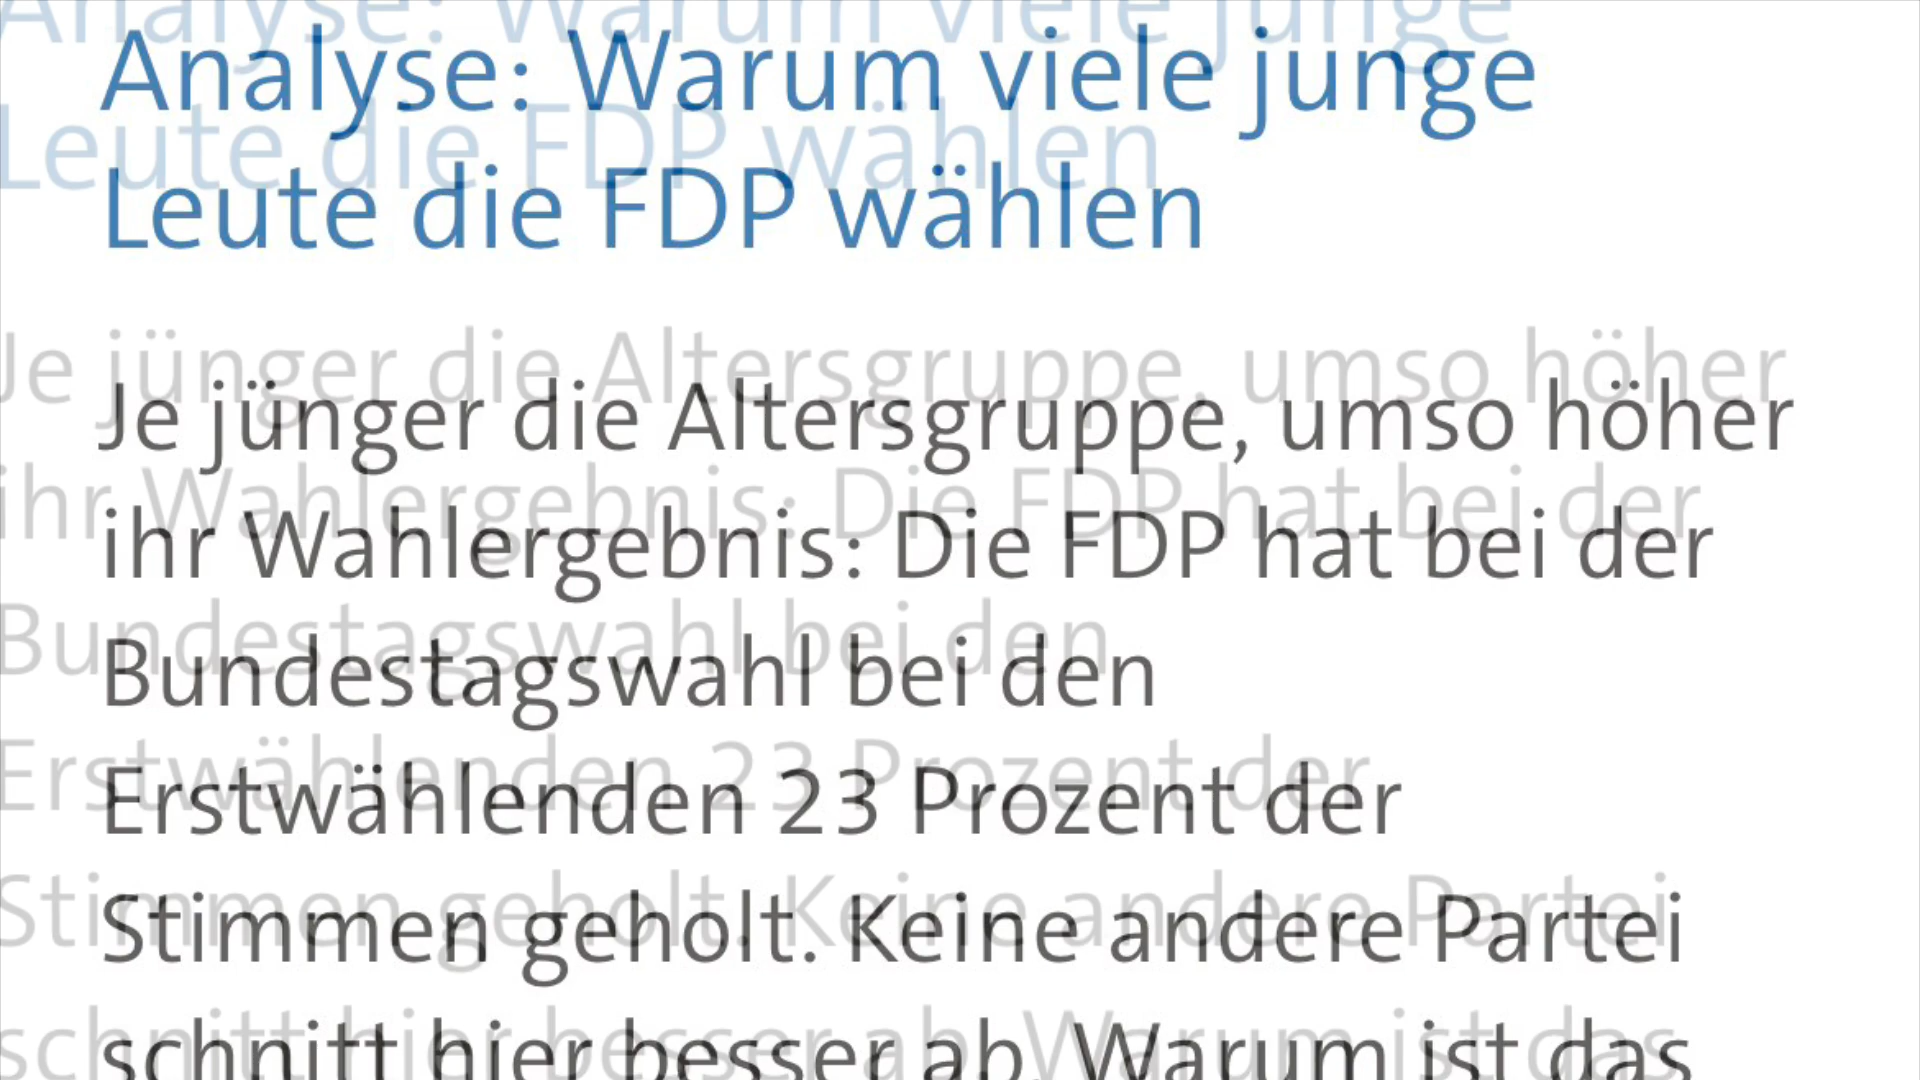 Analyse: Warum viele junge
Leute die FDP wählen
Je jünger die Altersgruppe, umso höher
ihr Wahlergebnis: Die FDP hat bei der
Bundestagswahl bei den
Erstwählenden 23 Prozent der
Stimmen geholt. Keine andere Partei
schnitt hier besser ab. Warum ist das